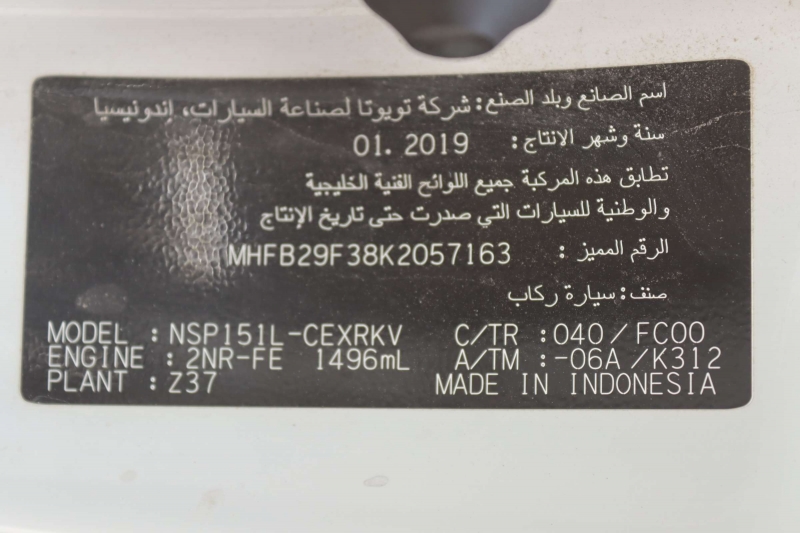 اسم الصانع وبلد الصنع: شركة تويوتا لصناعة السيارات، إندونيسيا
سنة وشهر الإنتاج: 01. 2019
تطابق هذه المركبة جميع اللوائح الفنية الخليجية
والوطنية للسيارات التي صدرت حتى تاريخ الإنتاج
الرقم المميز : MHFB29F38K2057163
صنف: سيارة ركاب
MODEL : NSP151L-CEXRKV C/TR : 040/FC00
ENGINE : 2NR-FE 1496mL A/TM : -06A/K312
PLANT : Z37 MADE IN INDONESIA